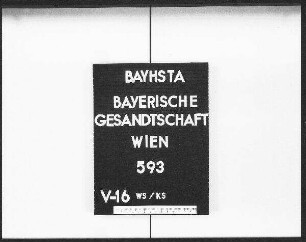 BAYHSTA
BAYERISCHE
GESANDTSCHAFT
WIEN
593
V-16 WS/KS